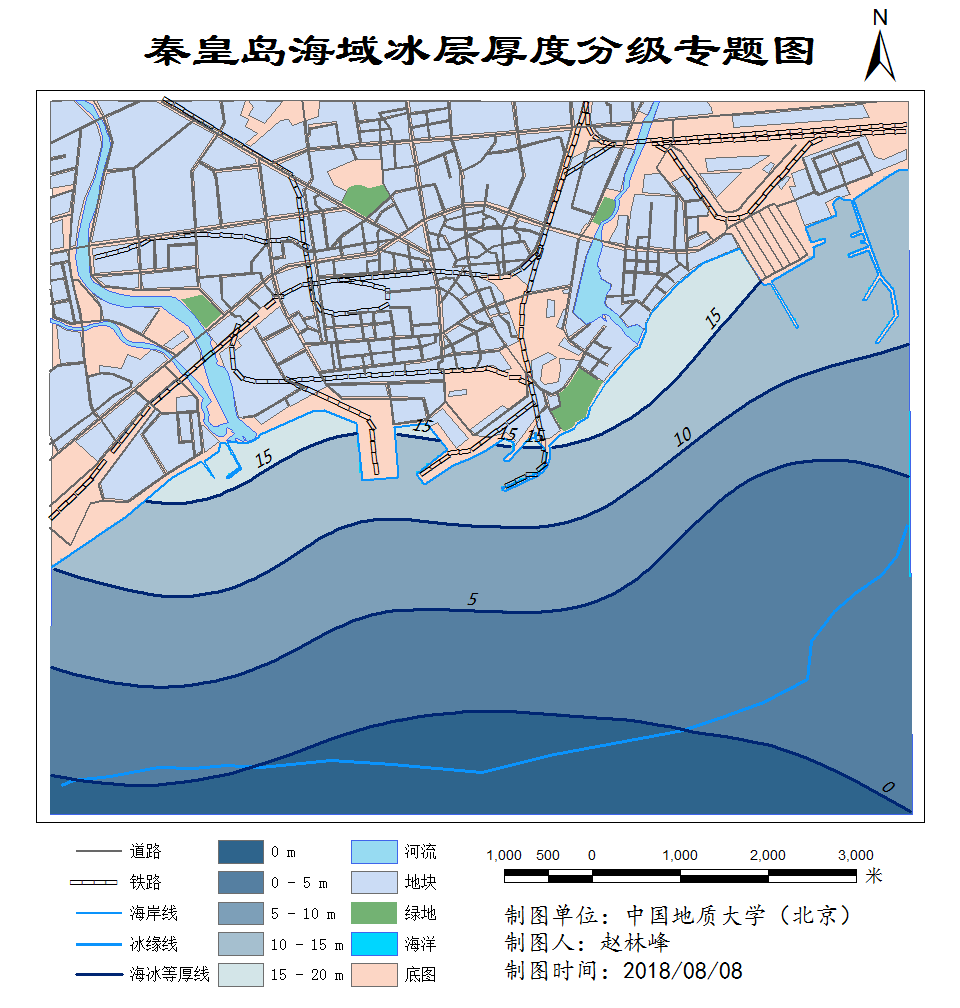 N
秦皇岛海域冰层厚度分级专题图
15
10
15
15
15
15
5
0
道路
铁路
海岸线
冰缘线
海冰等厚线
0 m
0 - 5 m
5 - 10 m
10 - 15 m
15 - 20 m
河流
地块
绿地
海洋
底图
1,000 500 0 1,000 2,000 3,000
米
制图单位：中国地质大学（北京）
制图人：赵林峰
制图时间：2018/08/08